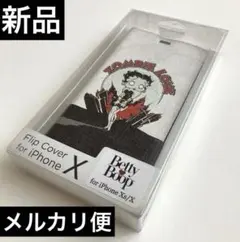 新品
ZOMBIE LOVE
Flip Cover
for iPhone X
Betty
Boop
for iPhone Xs/X
メルカリ便